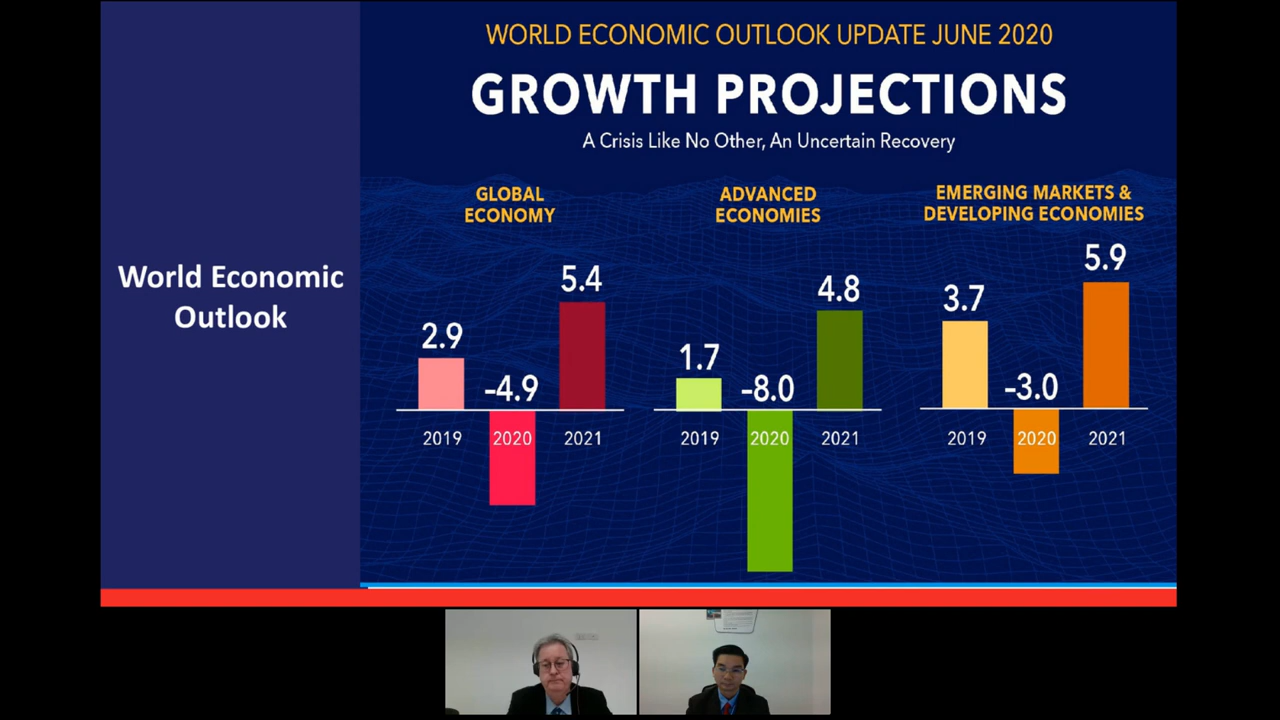 WORLD ECONOMIC OUTLOOK UPDATE JUNE 2020
GROWTH PROJECTIONS
A Crisis Like No Other, An Uncertain Recovery
World Economic
Outlook
GLOBAL
ECONOMY
2.9
-4.9
5.4
2019
2020
2021
ADVANCED
ECONOMIES
1.7
-8.0
4.8
2019
2020
2021
EMERGING MARKETS &
DEVELOPING ECONOMIES
3.7
-3.0
5.9
2019
2020
2021